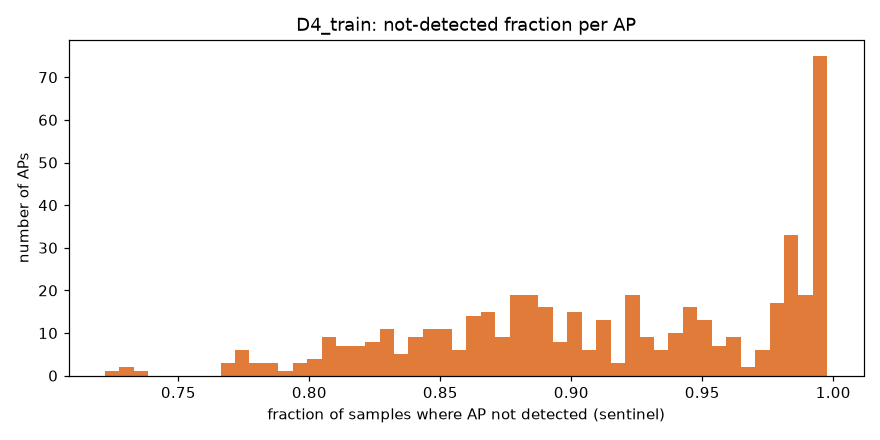 D4_train: not-detected fraction per AP
number of APs
70
60
50
40
30
20
10
0
0.75 0.80 0.85 0.90 0.95 1.00
fraction of samples where AP not detected (sentinel)